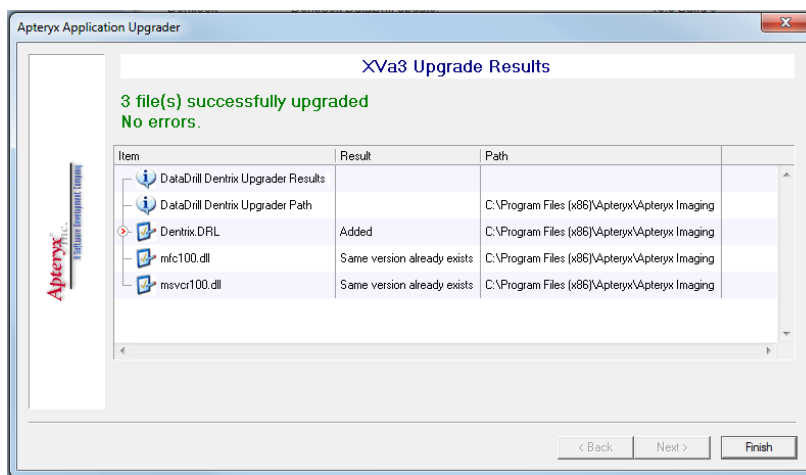 Apteryx Application Upgrader
XVa3 Upgrade Results
3 file(s) successfully upgraded
No errors.
Item Result Path
DataDrill Dentrix Upgrader Results
DataDrill Dentrix Upgrader Path C:\Program Files (x86)\Apteryx\Apteryx Imaging
Dentrix.DRL Added C:\Program Files (x86)\Apteryx\Apteryx Imaging
mfc100.dll Same version already exists C:\Program Files (x86)\Apteryx\Apteryx Imaging
msvcr100.dll Same version already exists C:\Program Files (x86)\Apteryx\Apteryx Imaging
Apteryx Inc.
A Software Development Company
< Back Next > Finish